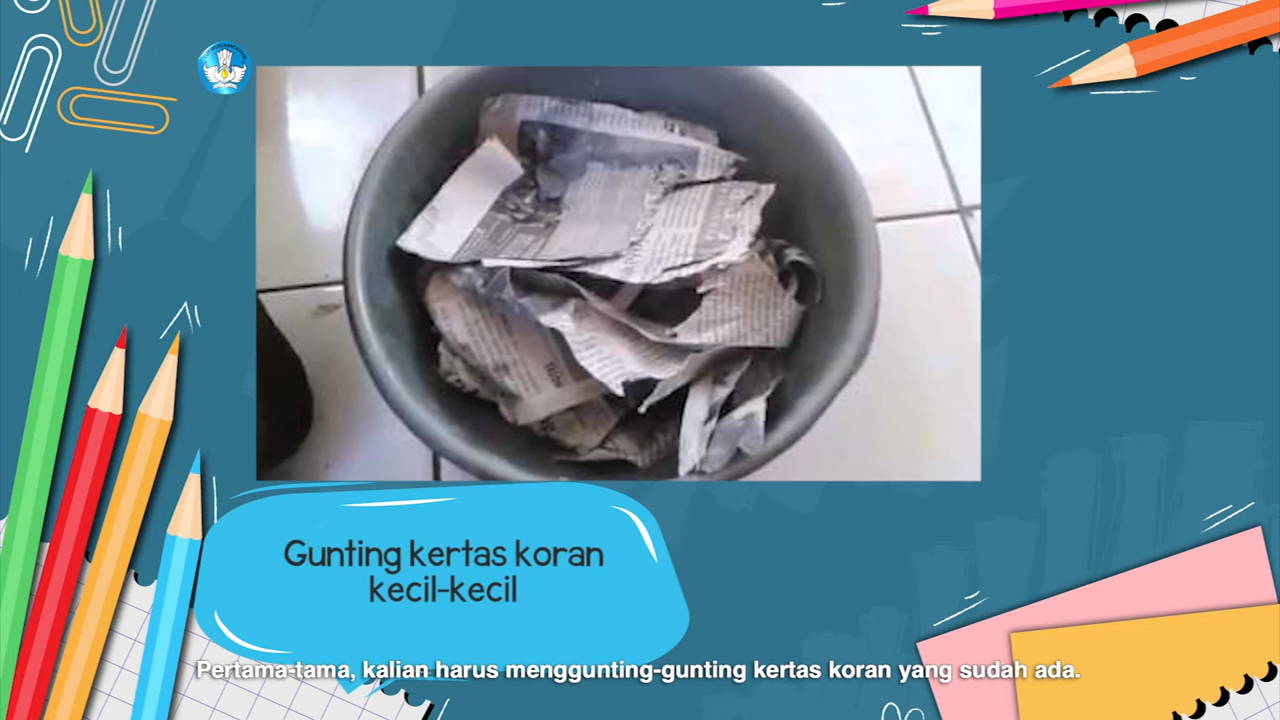 Gunting kertas koran
kecil-kecil
Pertama-tama, kalian harus menggunting-gunting kertas koran yang sudah ada.